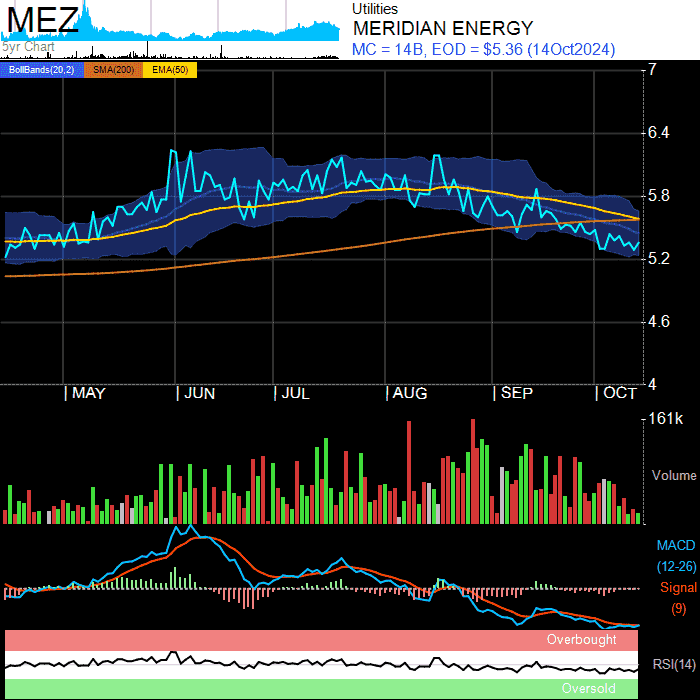 MEZ
5yr Chart
Utilities
MERIDIAN ENERGY
MC = 14B, EOD = $5.36 (14Oct2024)
BollBands(20,2) SMA(200) EMA(50)
7
6.4
5.8
5.2
4.6
4
| MAY | JUN | JUL | AUG | SEP | OCT
161k
Volume
MACD
(12-26)
Signal
(9)
Overbought
RSI(14)
Oversold